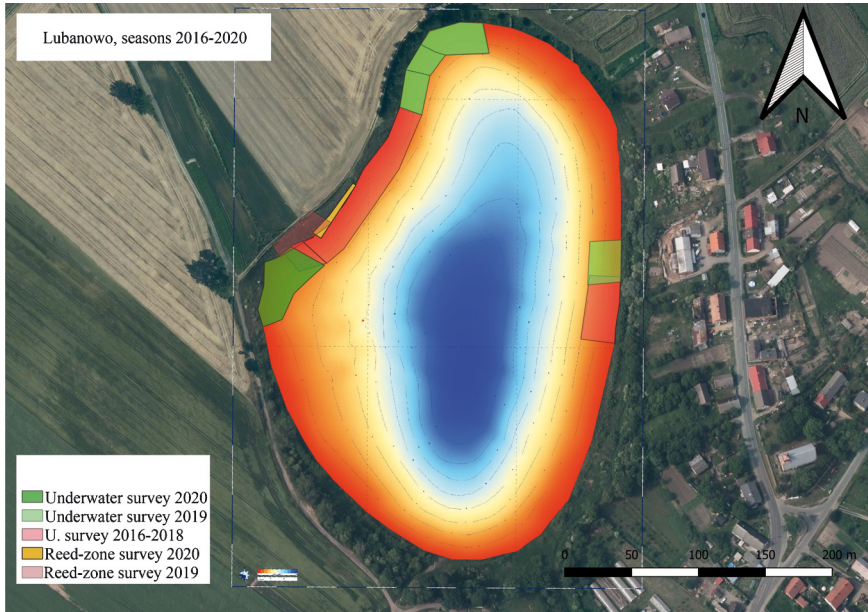 Lubanowo, seasons 2016-2020
N
Underwater survey 2020
Underwater survey 2019
U. survey 2016-2018
Reed-zone survey 2020
Reed-zone survey 2019
0 50 100 150 200 m